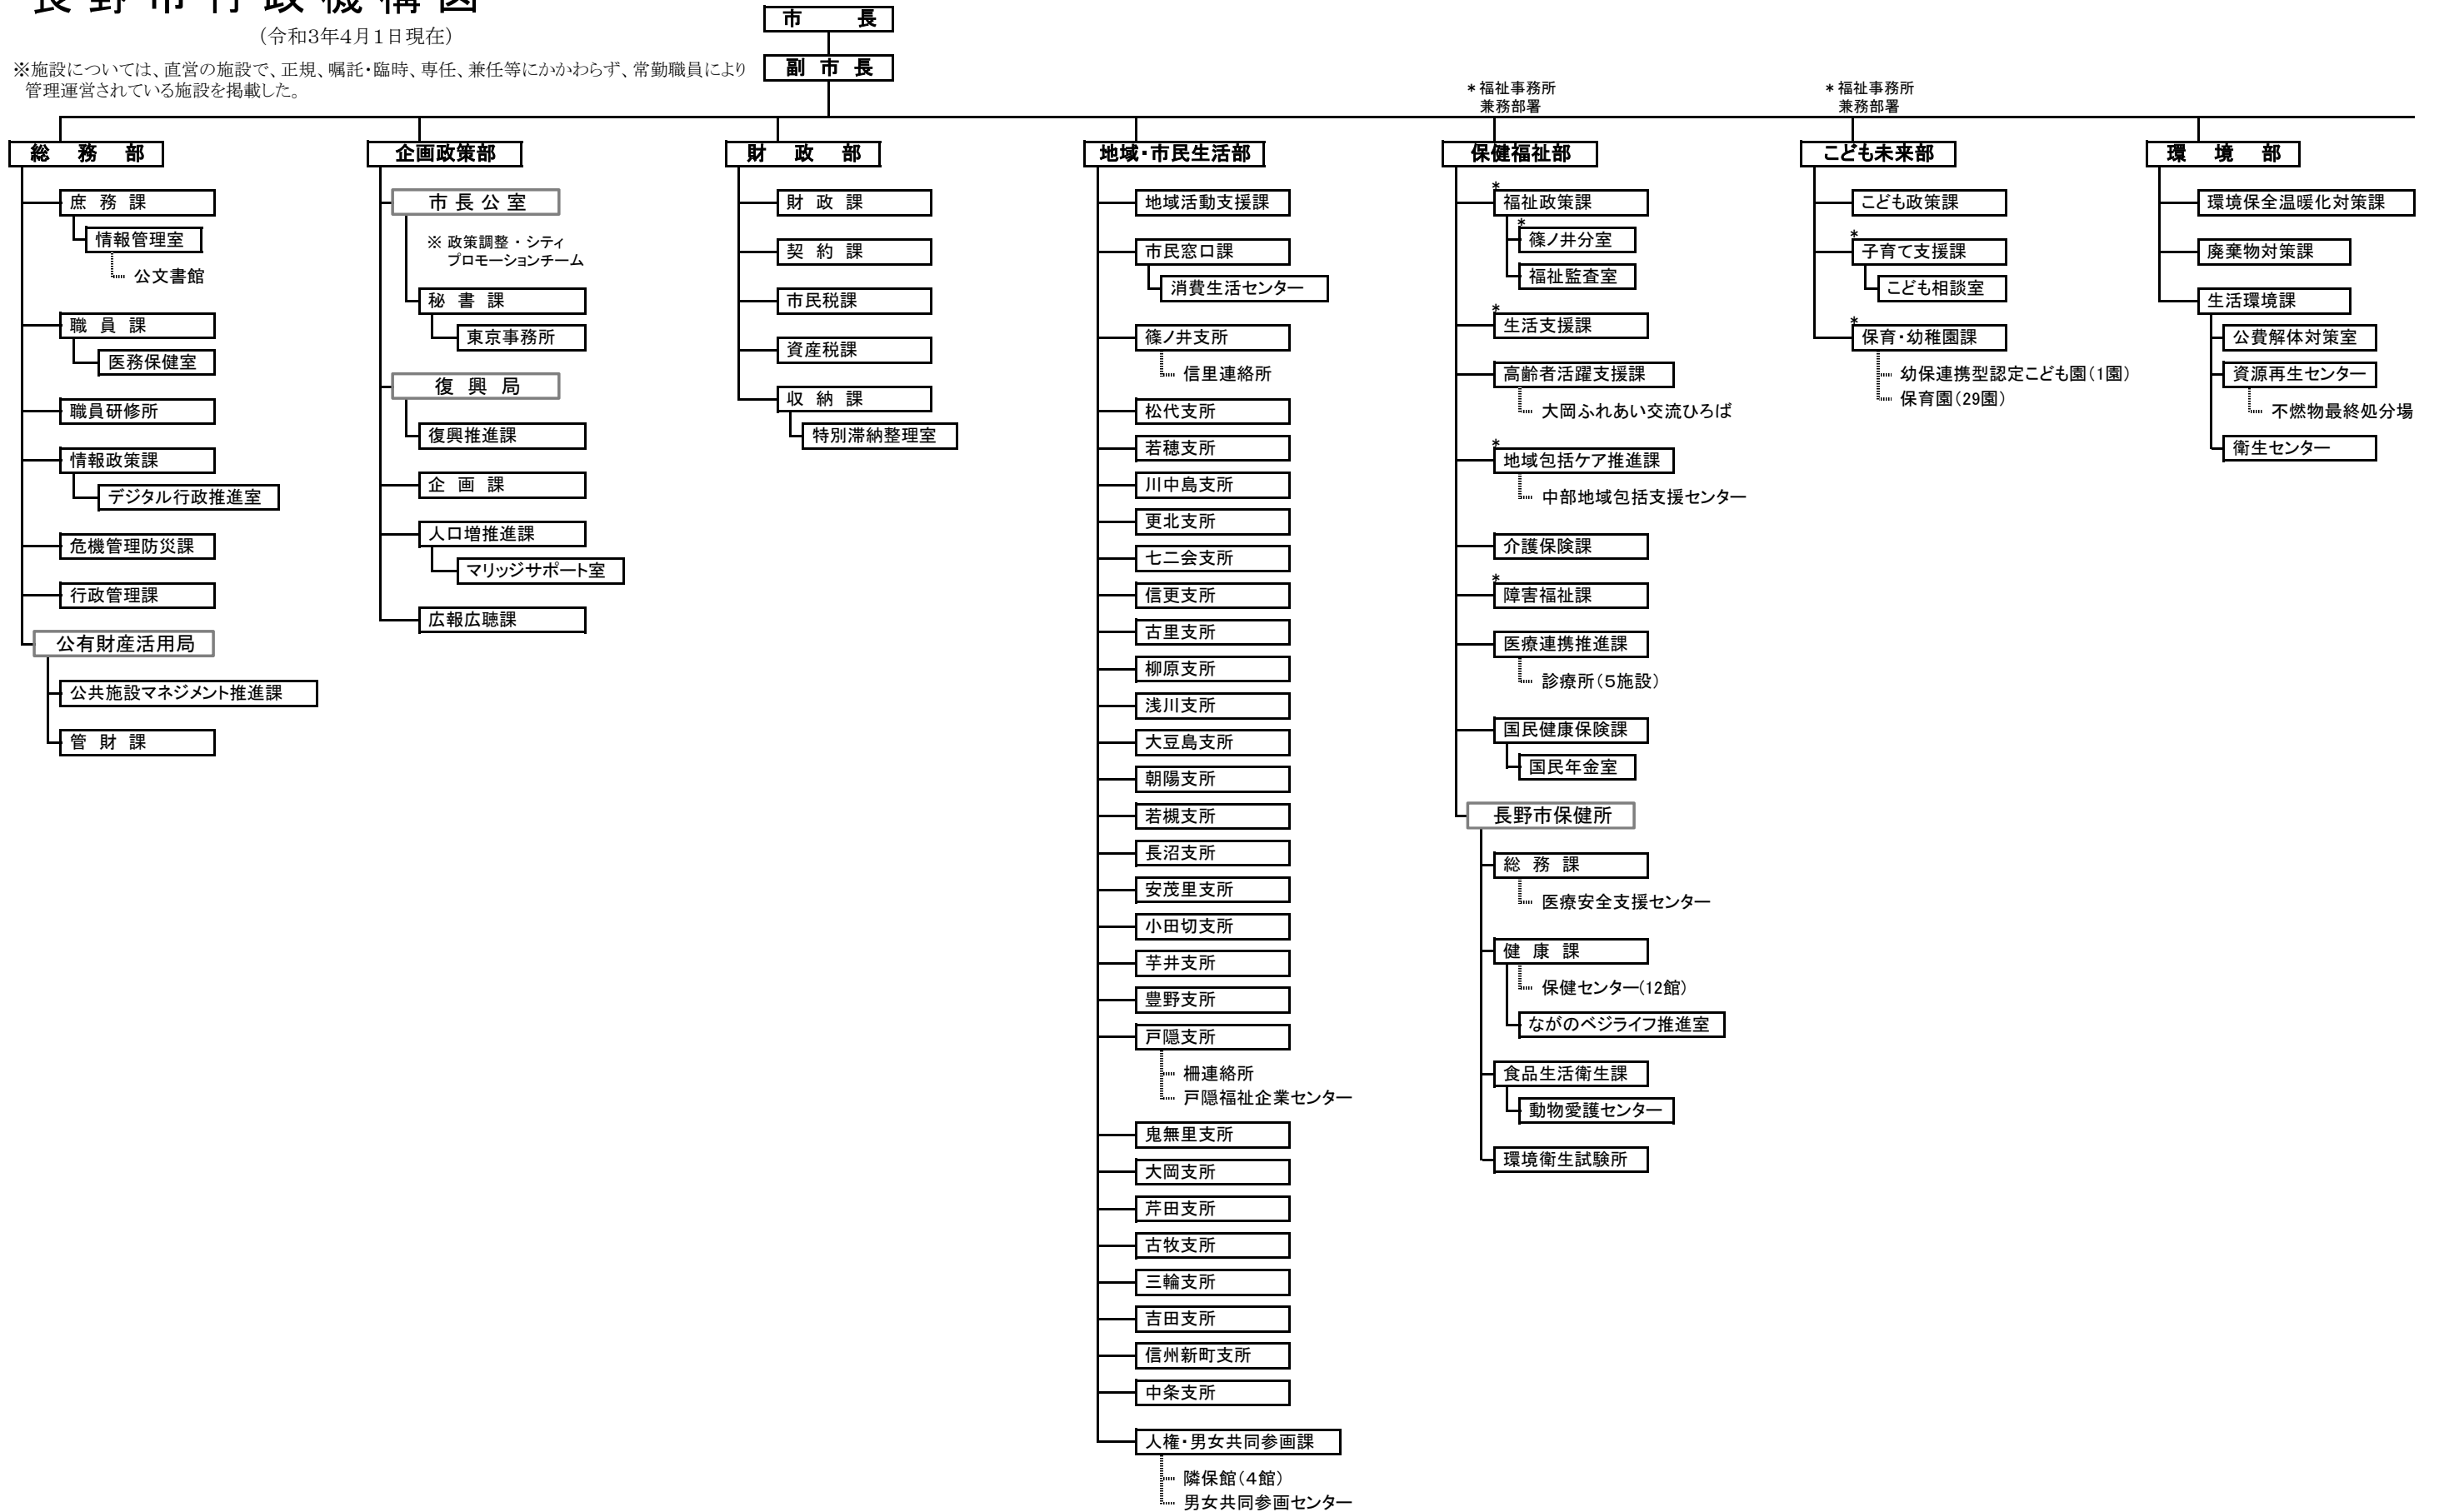 長野市行政機構図
(令和3年4月1日現在)
※施設については、直営の施設で、正規、嘱託・臨時、専任、兼任等にかかわらず、常勤職員により
管理運営されている施設を掲載した。
市　長
副市長
総務部
庶務課
情報管理室
公文書館
職員課
医務保健室
職員研修所
情報政策課
デジタル行政推進室
危機管理防災課
行政管理課
公有財産活用局
公共施設マネジメント推進課
管財課
企画政策部
市長公室
※ 政策調整・シティ
プロモーションチーム
秘書課
東京事務所
復興局
復興推進課
企画課
人口増推進課
マリッジサポート室
広報広聴課
財政部
財政課
契約課
市民税課
資産税課
収納課
特別滞納整理室
地域・市民生活部
地域活動支援課
市民窓口課
消費生活センター
篠ノ井支所
信里連絡所
松代支所
若穂支所
川中島支所
更北支所
七二会支所
信更支所
古里支所
柳原支所
浅川支所
大豆島支所
朝陽支所
若槻支所
長沼支所
安茂里支所
小田切支所
芋井支所
豊野支所
戸隠支所
柵連絡所
戸隠福祉企業センター
鬼無里支所
大岡支所
芹田支所
古牧支所
三輪支所
吉田支所
信州新町支所
中条支所
人権・男女共同参画課
隣保館(4館)
男女共同参画センター
*福祉事務所
兼務部署
保健福祉部
*
福祉政策課
*
篠ノ井分室
福祉監査室
*
生活支援課
高齢者活躍支援課
大岡ふれあい交流ひろば
*
地域包括ケア推進課
中部地域包括支援センター
介護保険課
*
障害福祉課
医療連携推進課
診療所(5施設)
国民健康保険課
国民年金室
長野市保健所
総務課
医療安全支援センター
健康課
保健センター(12館)
ながのベジライフ推進室
食品生活衛生課
動物愛護センター
環境衛生試験所
*福祉事務所
兼務部署
こども未来部
こども政策課
*
子育て支援課
こども相談室
*
保育・幼稚園課
幼保連携型認定こども園(1園)
保育園(29園)
環境部
環境保全温暖化対策課
廃棄物対策課
生活環境課
公費解体対策室
資源再生センター
不燃物最終処分場
衛生センター